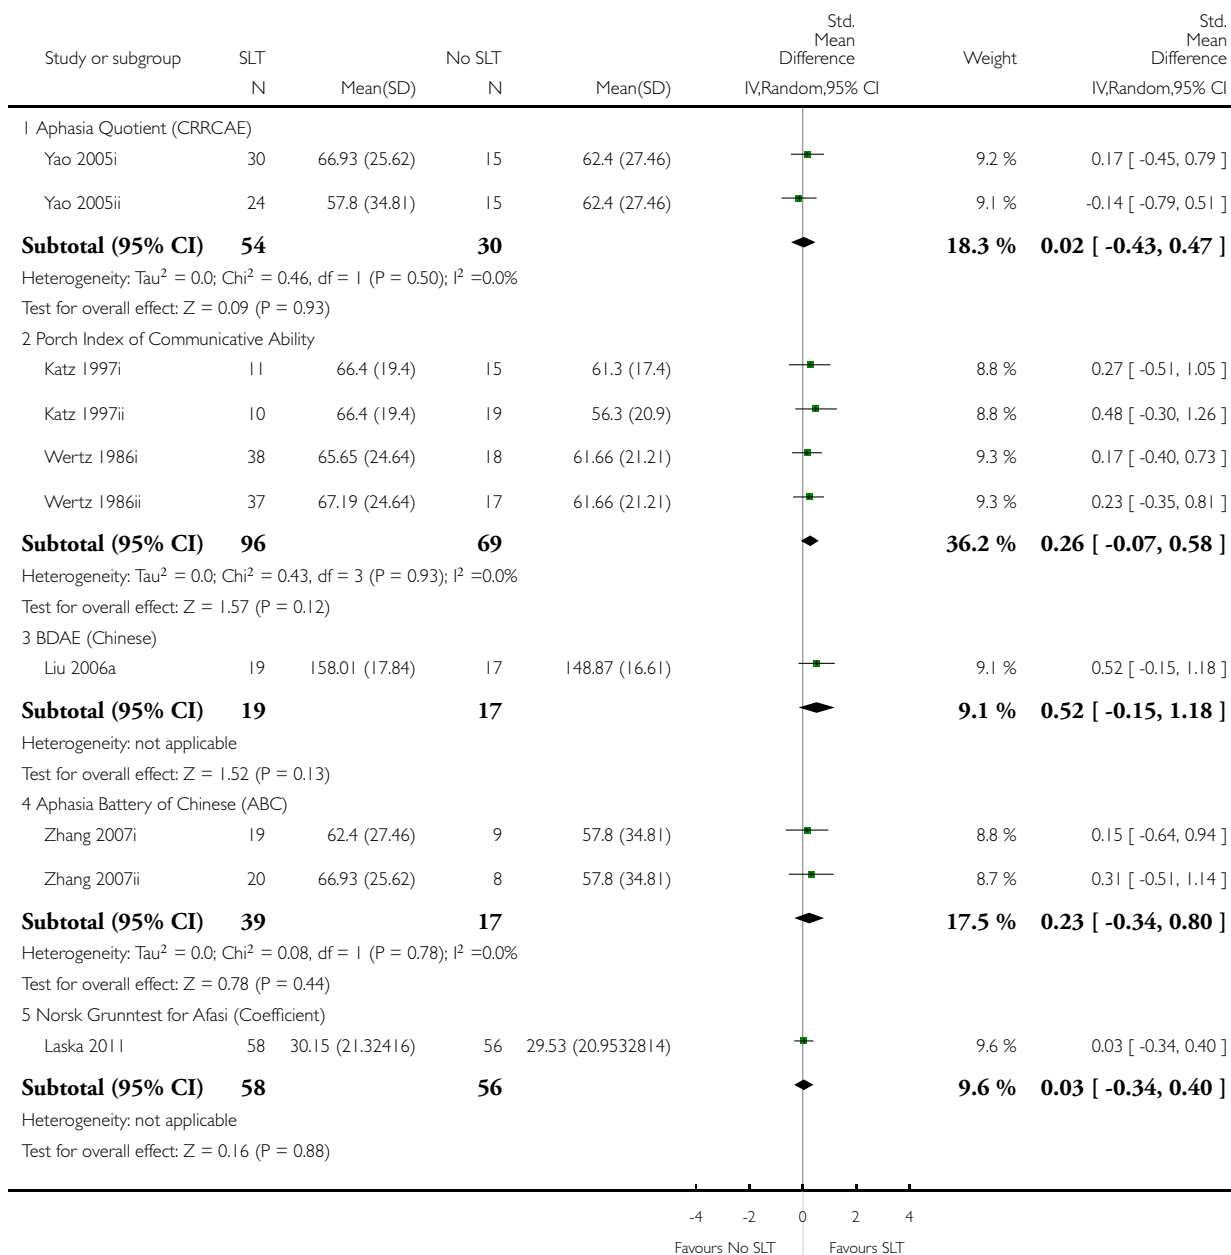 Study or subgroup SLT No SLT Std. Mean Difference Weight Std. Mean Difference
N Mean(SD) N Mean(SD) IV,Random,95% CI IV,Random,95% CI
1 Aphasia Quotient (CRRCAE)
Yao 2005i 30 66.93 (25.62) 15 62.4 (27.46) 9.2 % 0.17 [ -0.45, 0.79 ]
Yao 2005ii 24 57.8 (34.81) 15 62.4 (27.46) 9.1 % -0.14 [ -0.79, 0.51 ]
Subtotal (95% CI) 54 30 18.3 % 0.02 [ -0.43, 0.47 ]
Heterogeneity: Tau² = 0.0; Chi² = 0.46, df = 1 (P = 0.50); I² =0.0%
Test for overall effect: Z = 0.09 (P = 0.93)
2 Porch Index of Communicative Ability
Katz 1997i 11 66.4 (19.4) 15 61.3 (17.4) 8.8 % 0.27 [ -0.51, 1.05 ]
Katz 1997ii 10 66.4 (19.4) 19 56.3 (20.9) 8.8 % 0.48 [ -0.30, 1.26 ]
Wertz 1986i 38 65.65 (24.64) 18 61.66 (21.21) 9.3 % 0.17 [ -0.40, 0.73 ]
Wertz 1986ii 37 67.19 (24.64) 17 61.66 (21.21) 9.3 % 0.23 [ -0.35, 0.81 ]
Subtotal (95% CI) 96 69 36.2 % 0.26 [ -0.07, 0.58 ]
Heterogeneity: Tau² = 0.0; Chi² = 0.43, df = 3 (P = 0.93); I² =0.0%
Test for overall effect: Z = 1.57 (P = 0.12)
3 BDAE (Chinese)
Liu 2006a 19 158.01 (17.84) 17 148.87 (16.61) 9.1 % 0.52 [ -0.15, 1.18 ]
Subtotal (95% CI) 19 17 9.1 % 0.52 [ -0.15, 1.18 ]
Heterogeneity: not applicable
Test for overall effect: Z = 1.52 (P = 0.13)
4 Aphasia Battery of Chinese (ABC)
Zhang 2007i 19 62.4 (27.46) 9 57.8 (34.81) 8.8 % 0.15 [ -0.64, 0.94 ]
Zhang 2007ii 20 66.93 (25.62) 8 57.8 (34.81) 8.7 % 0.31 [ -0.51, 1.14 ]
Subtotal (95% CI) 39 17 17.5 % 0.23 [ -0.34, 0.80 ]
Heterogeneity: Tau² = 0.0; Chi² = 0.08, df = 1 (P = 0.78); I² =0.0%
Test for overall effect: Z = 0.78 (P = 0.44)
5 Norsk Grunntest for Afasi (Coefficient)
Laska 2011 58 30.15 (21.32416) 56 29.53 (20.9532814) 9.6 % 0.03 [ -0.34, 0.40 ]
Subtotal (95% CI) 58 56 9.6 % 0.03 [ -0.34, 0.40 ]
Heterogeneity: not applicable
Test for overall effect: Z = 0.16 (P = 0.88)
-4 -2 0 2 4
Favours No SLT Favours SLT